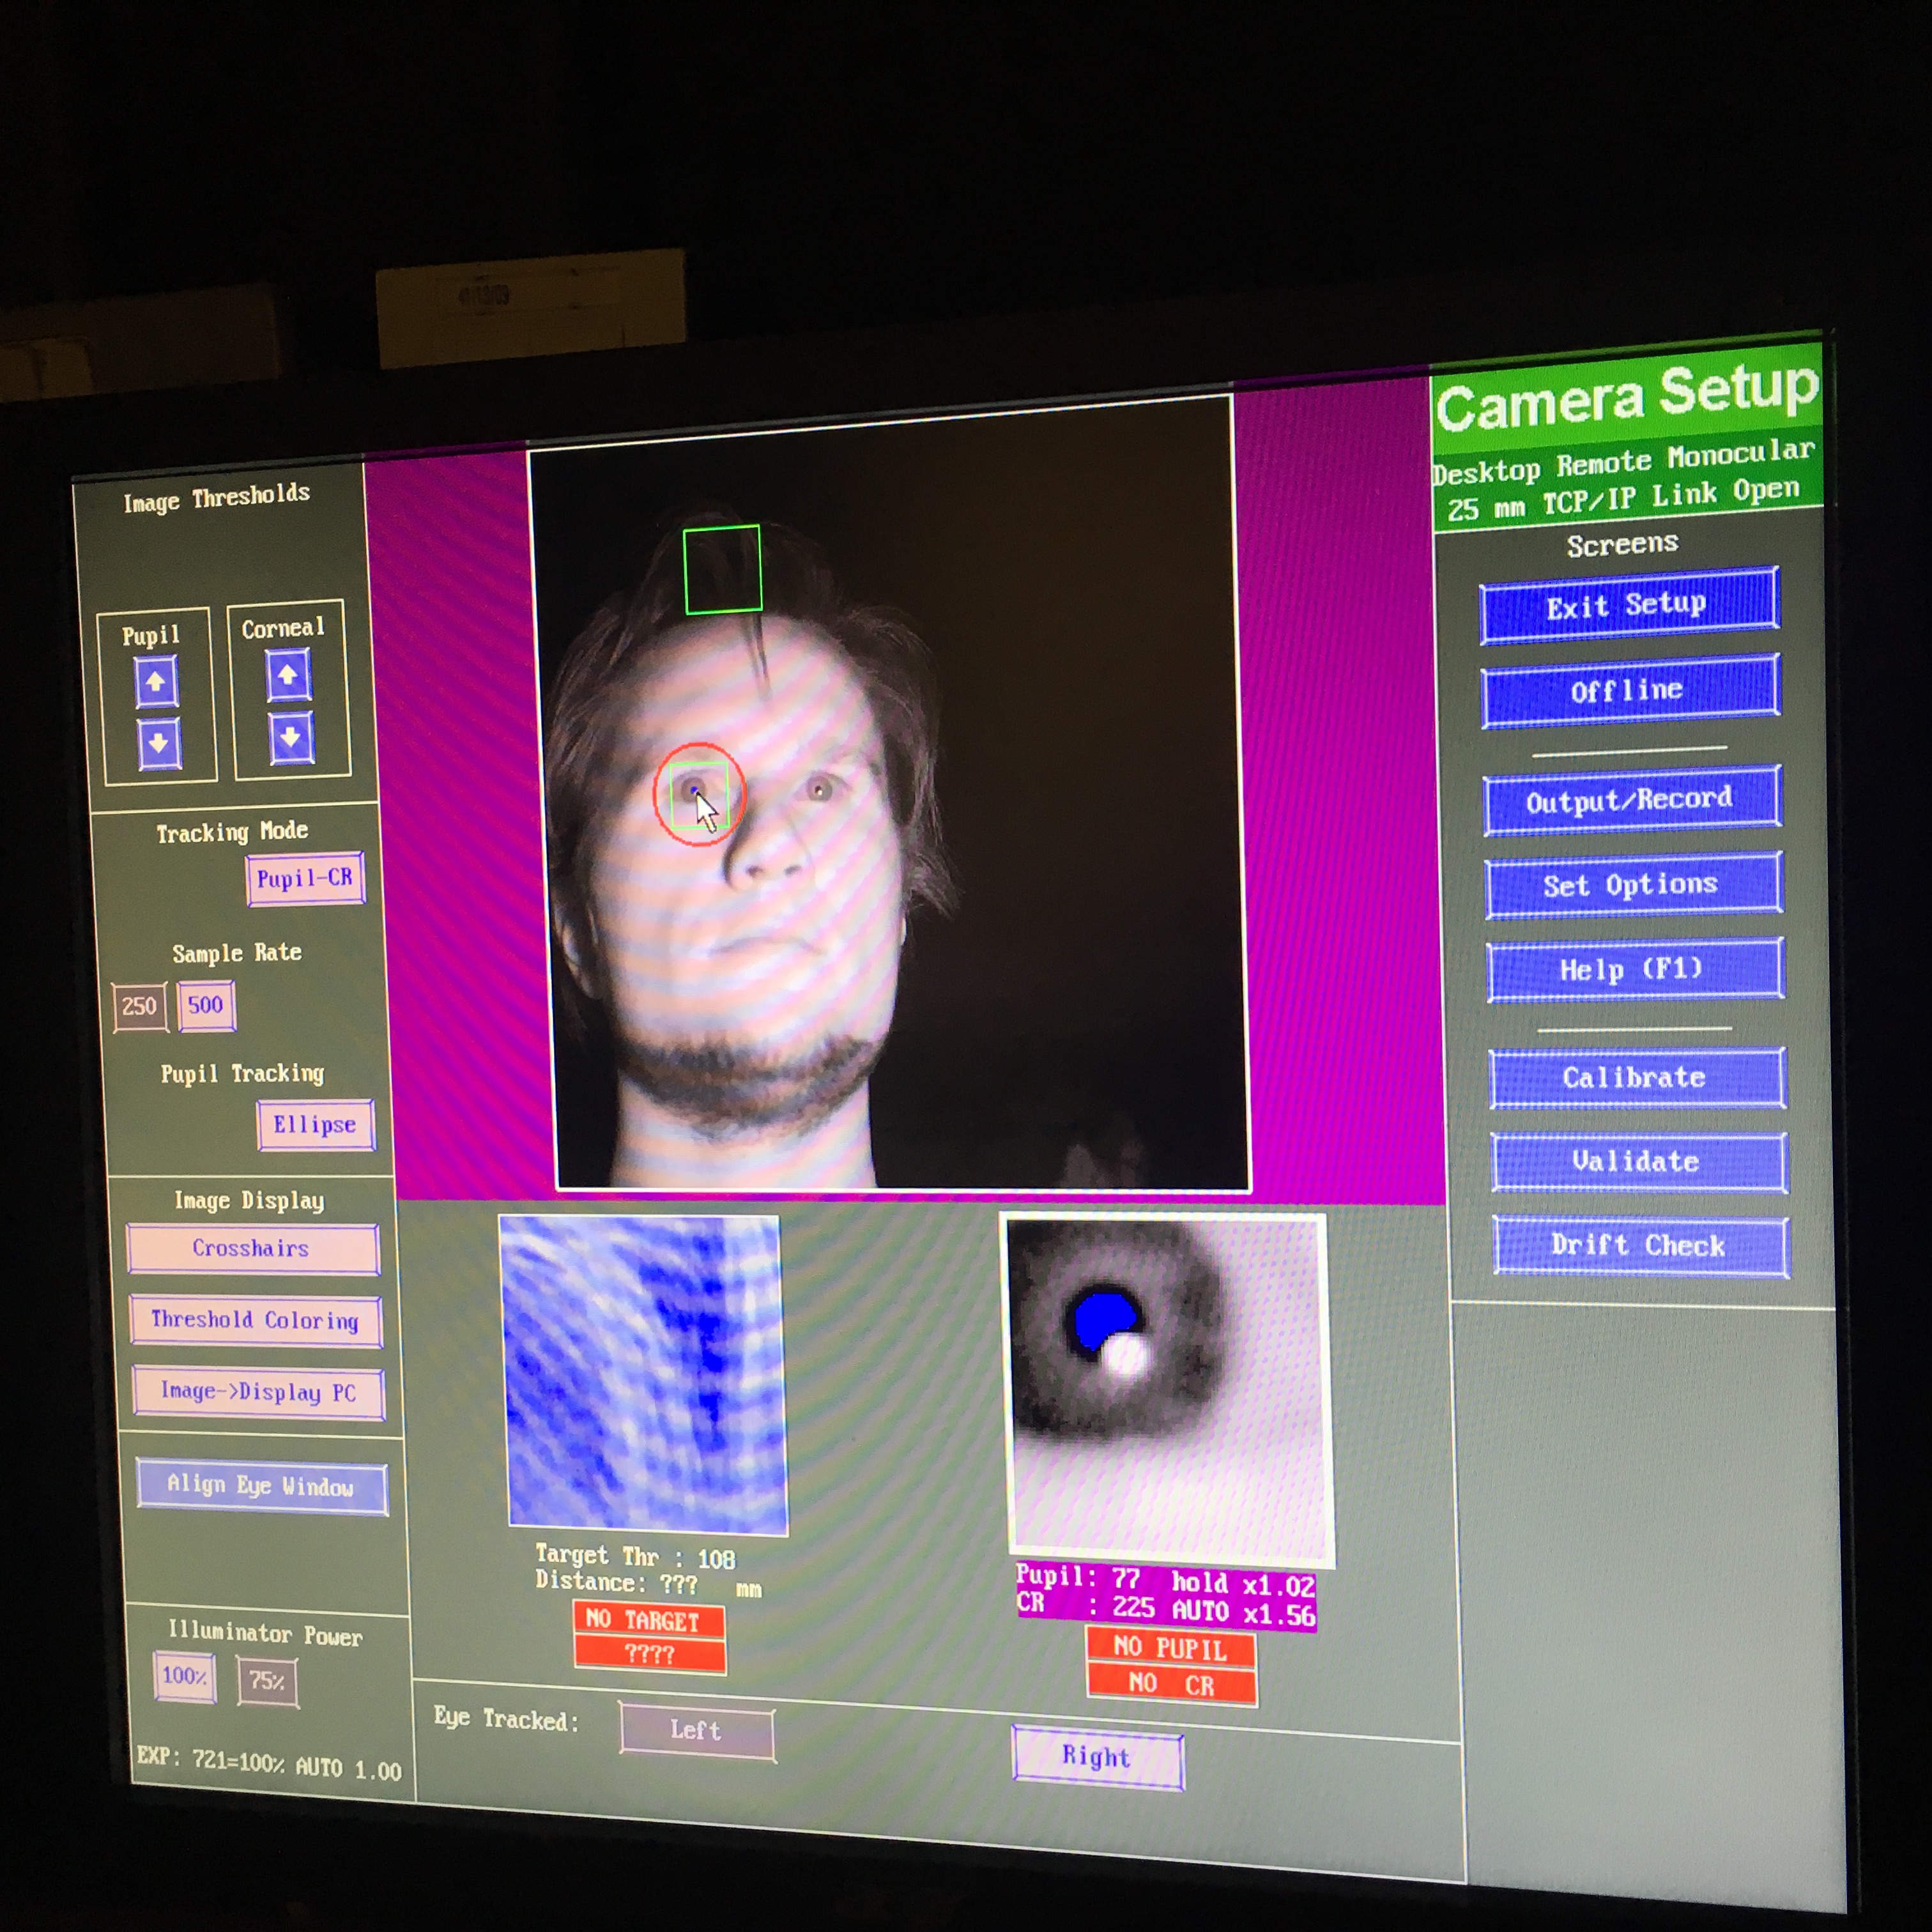 Camera Setup
Desktop Remote Monocular
25 mm TCP/IP Link Open
Image Thresholds
Pupil
Corneal
Tracking Mode
Pupil-CR
Sample Rate
250 500
Pupil Tracking
Ellipse
Image Display
Crosshairs
Threshold Coloring
Image->Display PC
Align Eye Window
Illuminator Power
100% 75%
EXP: 721=100% AUTO 1.00
Target Thr : 108
Distance: ??? mm
NO TARGET
????
Pupil: 77 hold x1.02
CR : 225 AUTO x1.56
NO PUPIL
NO CR
Eye Tracked: Left Right
Screens
Exit Setup
Offline
Output/Record
Set Options
Help (F1)
Calibrate
Validate
Drift Check